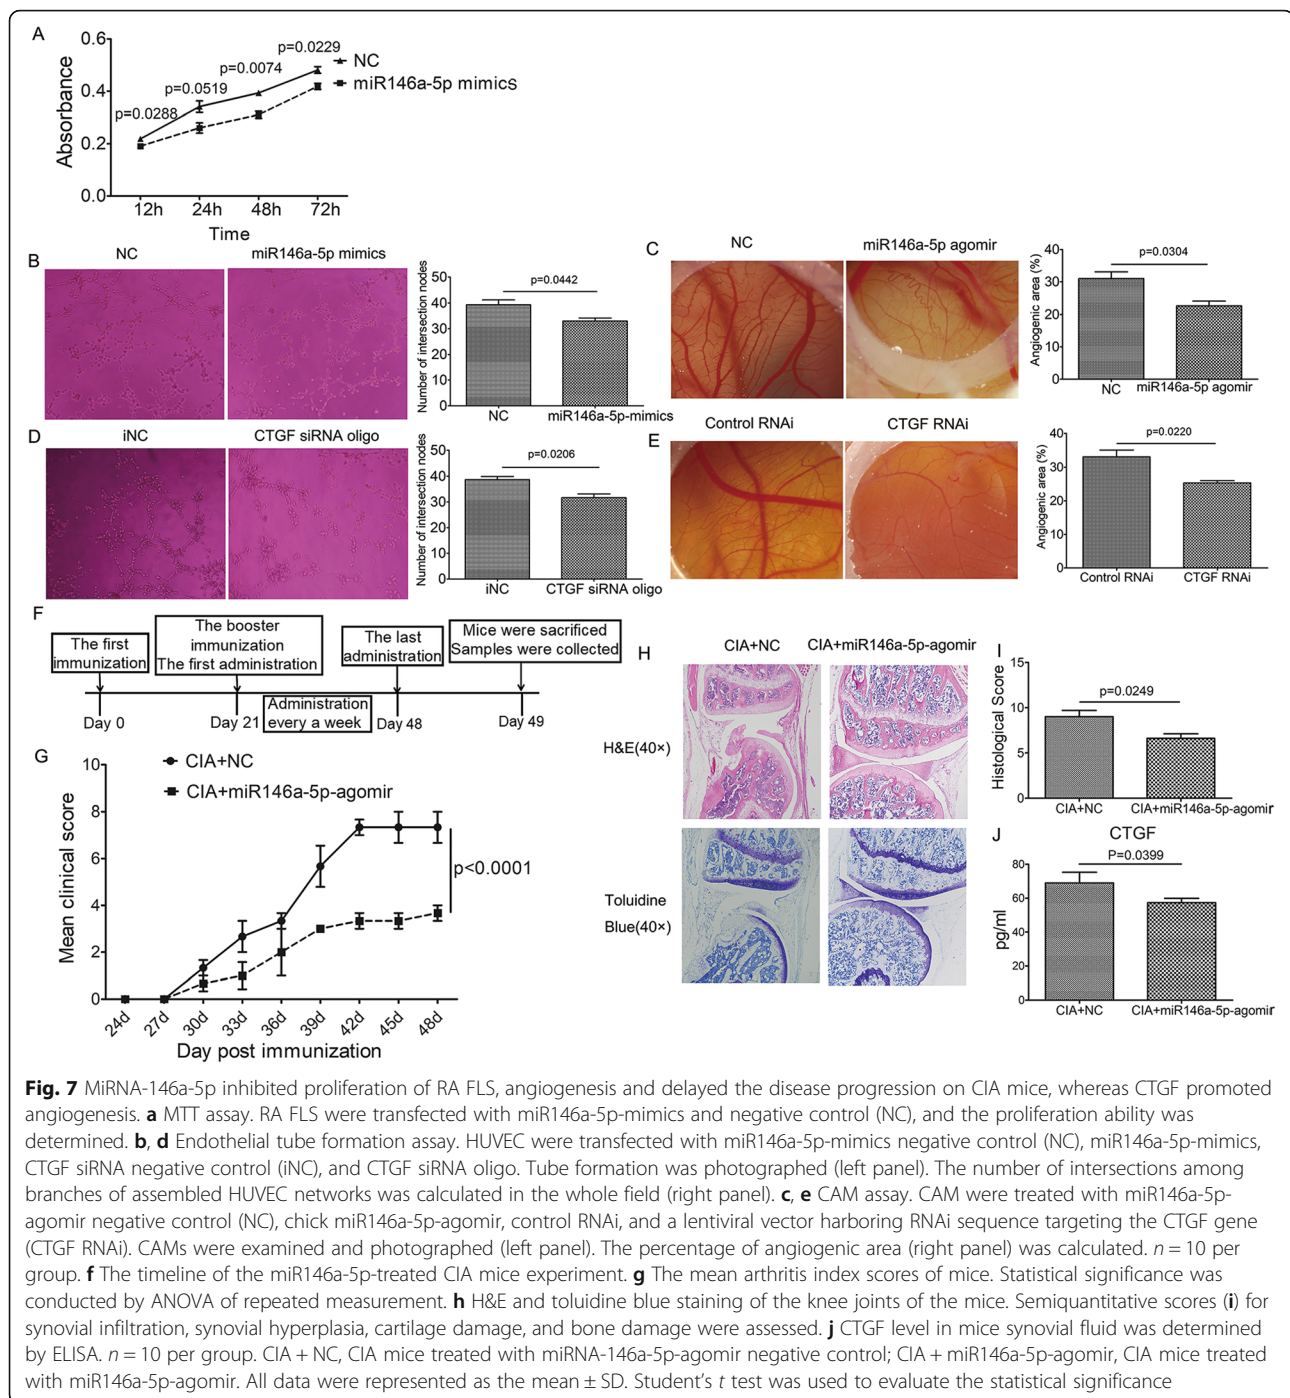 A
0.6
0.4
0.2
0.0
Absorbance
p=0.0288
p=0.0519
p=0.0074
p=0.0229
NC
miR146a-5p mimics
12h
24h
48h
72h
Time
B
NC
miR146a-5p mimics
Number of intersection nodes
50
40
30
20
10
0
p=0.0442
NC
miR146a-5p-mimics
C
NC
miR146a-5p agomir
Angiogenic area (%)
40
30
20
10
0
p=0.0304
NC
miR146a-5p agomir
D
iNC
CTGF siRNA oligo
Number of intersection nodes
50
40
30
20
10
0
p=0.0206
iNC
CTGF siRNA oligo
E
Control RNAi
CTGF RNAi
Angiogenic area (%)
40
30
20
10
0
p=0.0220
Control RNAi
CTGF RNAi
F
The first
immunization
The booster
immunization
The first administration
The last
administration
Mice were sacrificed
Samples were collected
Day 0
Day 21
Administration
every a week
Day 48
Day 49
G
10
8
6
4
2
0
Mean clinical score
CIA+NC
CIA+miR146a-5p-agomir
p<0.0001
24d
27d
30d
33d
36d
39d
42d
45d
48d
Day post immunization
H
CIA+NC
CIA+miR146a-5p-agomir
H&E(40×)
Toluidine
Blue(40×)
I
Histological Score
15
10
5
0
p=0.0249
CIA+NC
CIA+miR146a-5p-agomir
J
CTGF
pg/ml
80
60
40
20
0
P=0.0399
CIA+NC
CIA+miR146a-5p-agomir
Fig. 7 MiRNA-146a-5p inhibited proliferation of RA FLS, angiogenesis and delayed the disease progression on CIA mice, whereas CTGF promoted
angiogenesis. a MTT assay. RA FLS were transfected with miR146a-5p-mimics and negative control (NC), and the proliferation ability was
determined. b, d Endothelial tube formation assay. HUVEC were transfected with miR146a-5p-mimics negative control (NC), miR146a-5p-mimics,
CTGF siRNA negative control (iNC), and CTGF siRNA oligo. Tube formation was photographed (left panel). The number of intersections among
branches of assembled HUVEC networks was calculated in the whole field (right panel). c, e CAM assay. CAM were treated with miR146a-5p-
agomir negative control (NC), chick miR146a-5p-agomir, control RNAi, and a lentiviral vector harboring RNAi sequence targeting the CTGF gene
(CTGF RNAi). CAMs were examined and photographed (left panel). The percentage of angiogenic area (right panel) was calculated. n = 10 per
group. f The timeline of the miR146a-5p-treated CIA mice experiment. g The mean arthritis index scores of mice. Statistical significance was
conducted by ANOVA of repeated measurement. h H&E and toluidine blue staining of the knee joints of the mice. Semiquantitative scores (i) for
synovial infiltration, synovial hyperplasia, cartilage damage, and bone damage were assessed. j CTGF level in mice synovial fluid was determined
by ELISA. n = 10 per group. CIA + NC, CIA mice treated with miRNA-146a-5p-agomir negative control; CIA + miR146a-5p-agomir, CIA mice treated
with miR146a-5p-agomir. All data were represented as the mean ± SD. Student's t test was used to evaluate the statistical significance